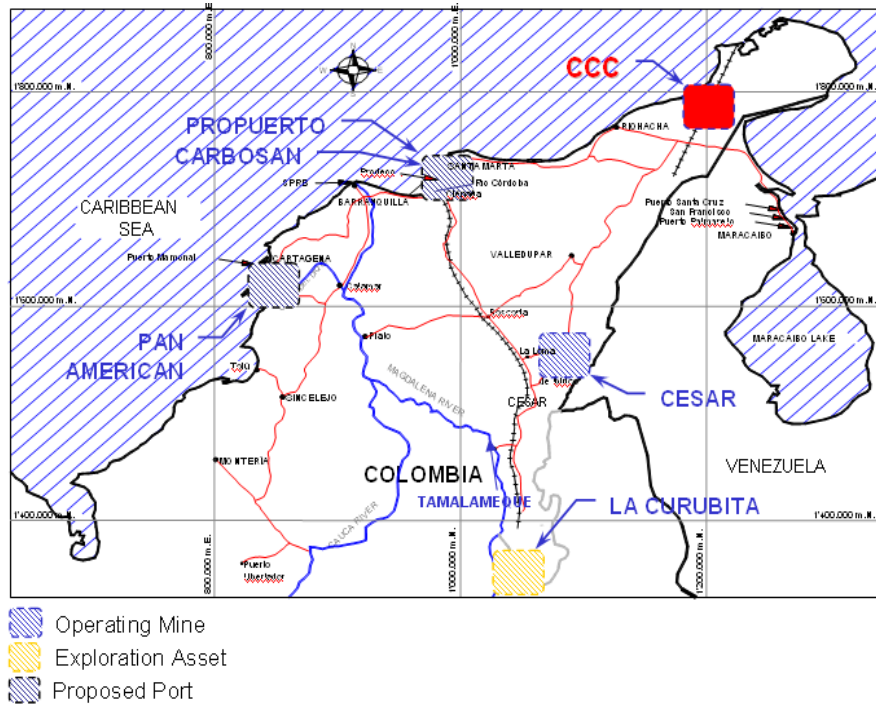 800.000 m.E.
1'000.000 m.E.
N
W
E
S
CCC
1'800.000 m.N.
1'800.000 m.N.
PROPUERTO
CARBOSAN
RIOHACHA
SANTA MARTA
Prodeco
Rio Córdoba
Ciénaga
SPRB
BARRANQUILLA
CARIBBEAN
SEA
Puerto Santa Cruz
San Francisco
Puerto Palmarejo
MARACAIBO
Puerto Mamonal
CARTAGENA
VALLEDUPAR
Calamar
1'600.000 m.N.
1'600.000 m.N.
Bosconia
PAN
AMERICAN
Plato
La Loma
MARACAIBO LAKE
Tolú
MAGDALENA RIVER
CESAR
CESAR
SINCELEJO
MONTERÍA
COLOMBIA
VENEZUELA
TAMALAMEQUE
LA CURUBITA
CAUCA RIVER
1'400.000 m.N.
1'400.000 m.N.
Puerto
Libertador
800.000 m.E.
1'000.000 m.E.
1'200.000 m.E.
Operating Mine
Exploration Asset
Proposed Port